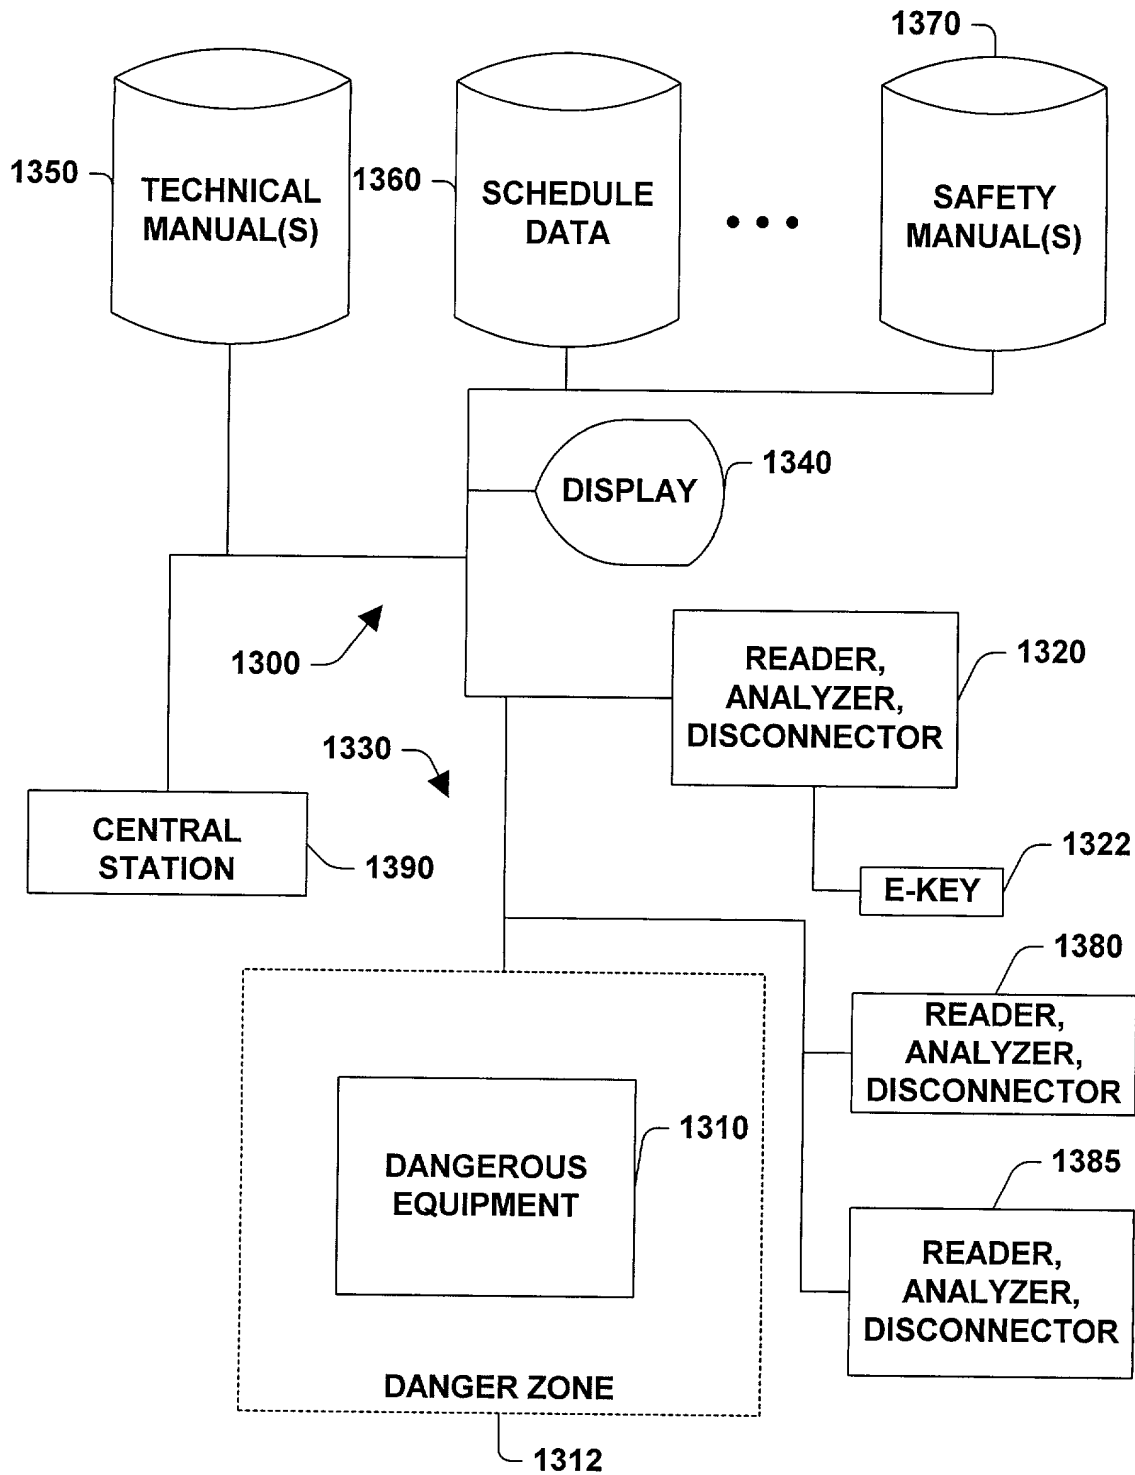 1370
1350
TECHNICAL
MANUAL(S)
1360
SCHEDULE
DATA
• • •
SAFETY
MANUAL(S)
DISPLAY
1340
1300
READER,
ANALYZER,
DISCONNECTOR
1320
1330
CENTRAL
STATION
1390
E-KEY
1322
1380
READER,
ANALYZER,
DISCONNECTOR
DANGEROUS
EQUIPMENT
1310
1385
READER,
ANALYZER,
DISCONNECTOR
DANGER ZONE
1312